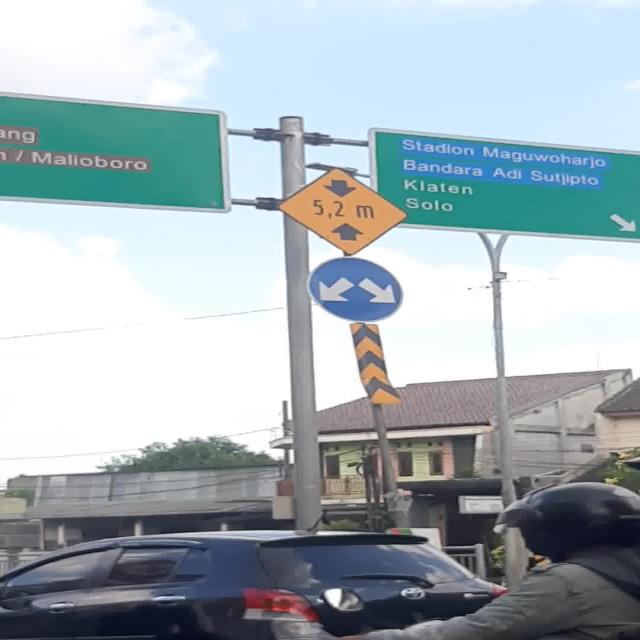 ang
n / Malioboro
5,2 m
Stadion Maguwoharjo
Bandara Adi Sutjipto
Klaten
Solo